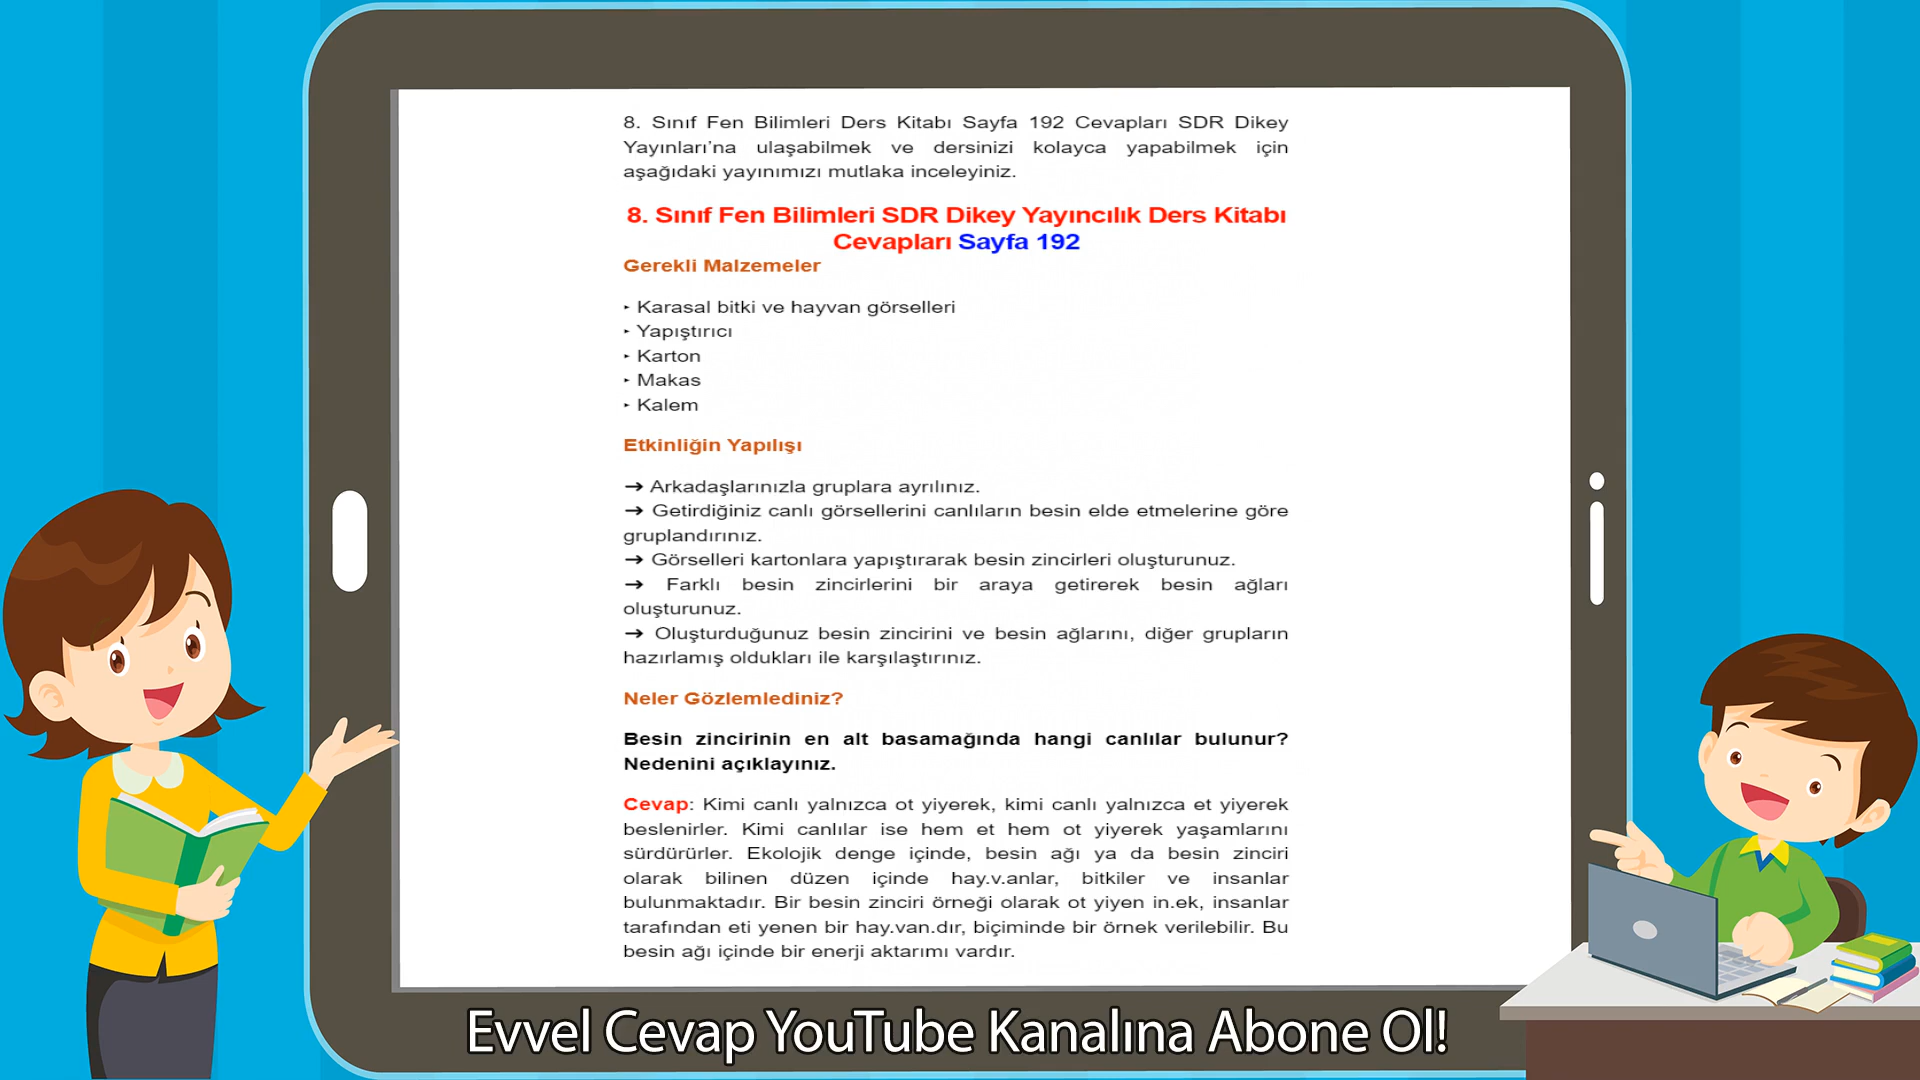 8. Sınıf Fen Bilimleri Ders Kitabı Sayfa 192 Cevapları SDR Dikey
Yayınları’na ulaşabilmek ve dersinizi kolayca yapabilmek için
aşağıdaki yayınımızı mutlaka inceleyiniz.
8. Sınıf Fen Bilimleri SDR Dikey Yayıncılık Ders Kitabı
Cevapları Sayfa 192
Gerekli Malzemeler
‣ Karasal bitki ve hayvan görselleri
‣ Yapıştırıcı
‣ Karton
‣ Makas
‣ Kalem
Etkinliğin Yapılışı
➞ Arkadaşlarınızla gruplara ayrılınız.
➞ Getirdiğiniz canlı görsellerini canlıların besin elde etmelerine göre
gruplandırınız.
➞ Görselleri kartonlara yapıştırarak besin zincirleri oluşturunuz.
➞ Farklı besin zincirlerini bir araya getirerek besin ağları
oluşturunuz.
➞ Oluşturduğunuz besin zincirini ve besin ağlarını, diğer grupların
hazırlamış oldukları ile karşılaştırınız.
Neler Gözlemlediniz?
Besin zincirinin en alt basamağında hangi canlılar bulunur?
Nedenini açıklayınız.
Cevap: Kimi canlı yalnızca ot yiyerek, kimi canlı yalnızca et yiyerek
beslenirler. Kimi canlılar ise hem et hem ot yiyerek yaşamlarını
sürdürürler. Ekolojik denge içinde, besin ağı ya da besin zinciri
olarak bilinen düzen içinde hay.v.anlar, bitkiler ve insanlar
bulunmaktadır. Bir besin zinciri örneği olarak ot yiyen in.ek, insanlar
tarafından eti yenen bir hay.van.dır, biçiminde bir örnek verilebilir. Bu
besin ağı içinde bir enerji aktarımı vardır.
Evvel Cevap YouTube Kanalına Abone Ol!